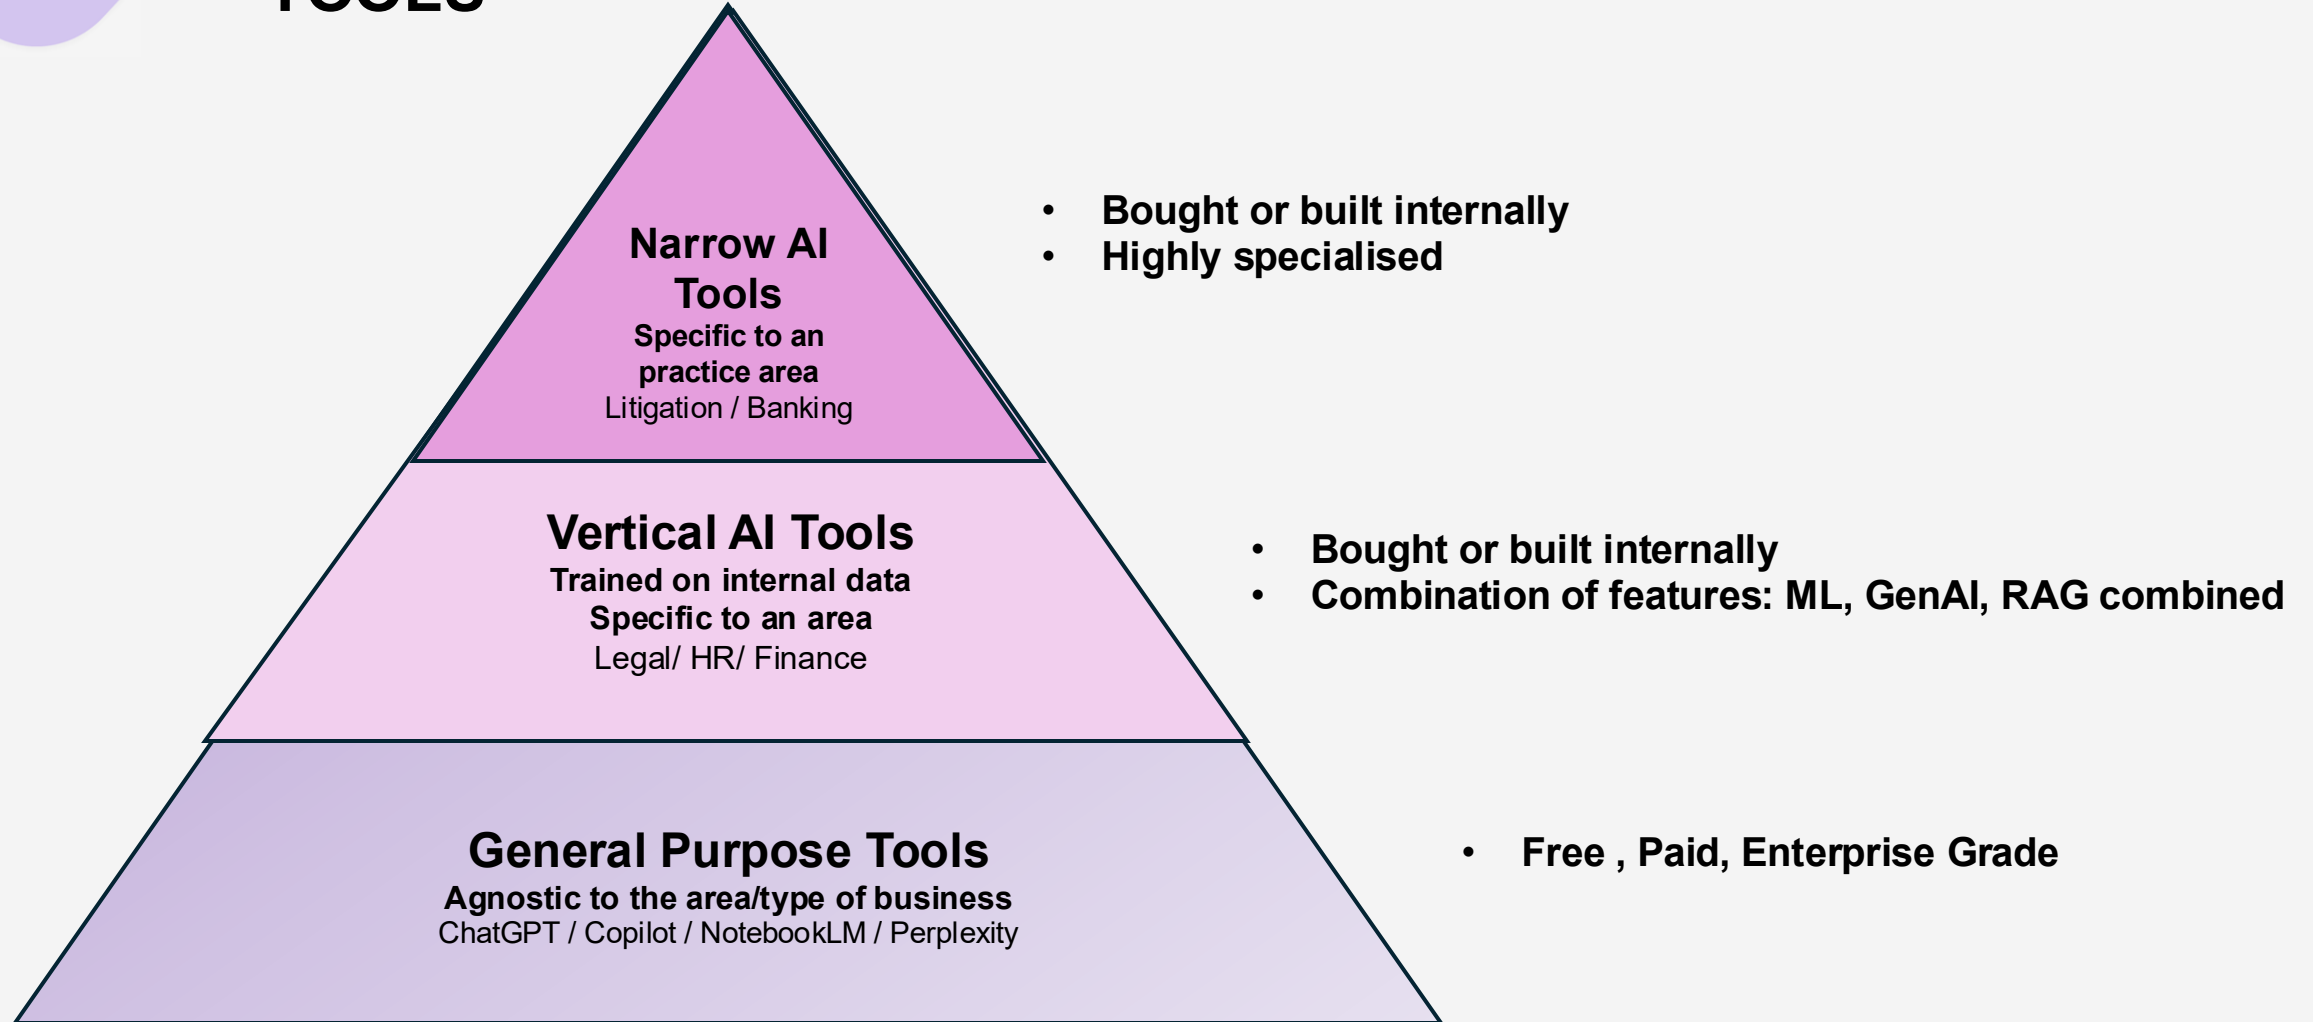 TOOLS
Narrow AI
Tools
Specific to an
practice area
Litigation / Banking
• Bought or built internally
• Highly specialised
Vertical AI Tools
Trained on internal data
Specific to an area
Legal/ HR/ Finance
• Bought or built internally
• Combination of features: ML, GenAI, RAG combined
General Purpose Tools
Agnostic to the area/type of business
ChatGPT / Copilot / NotebookLM / Perplexity
• Free , Paid, Enterprise Grade